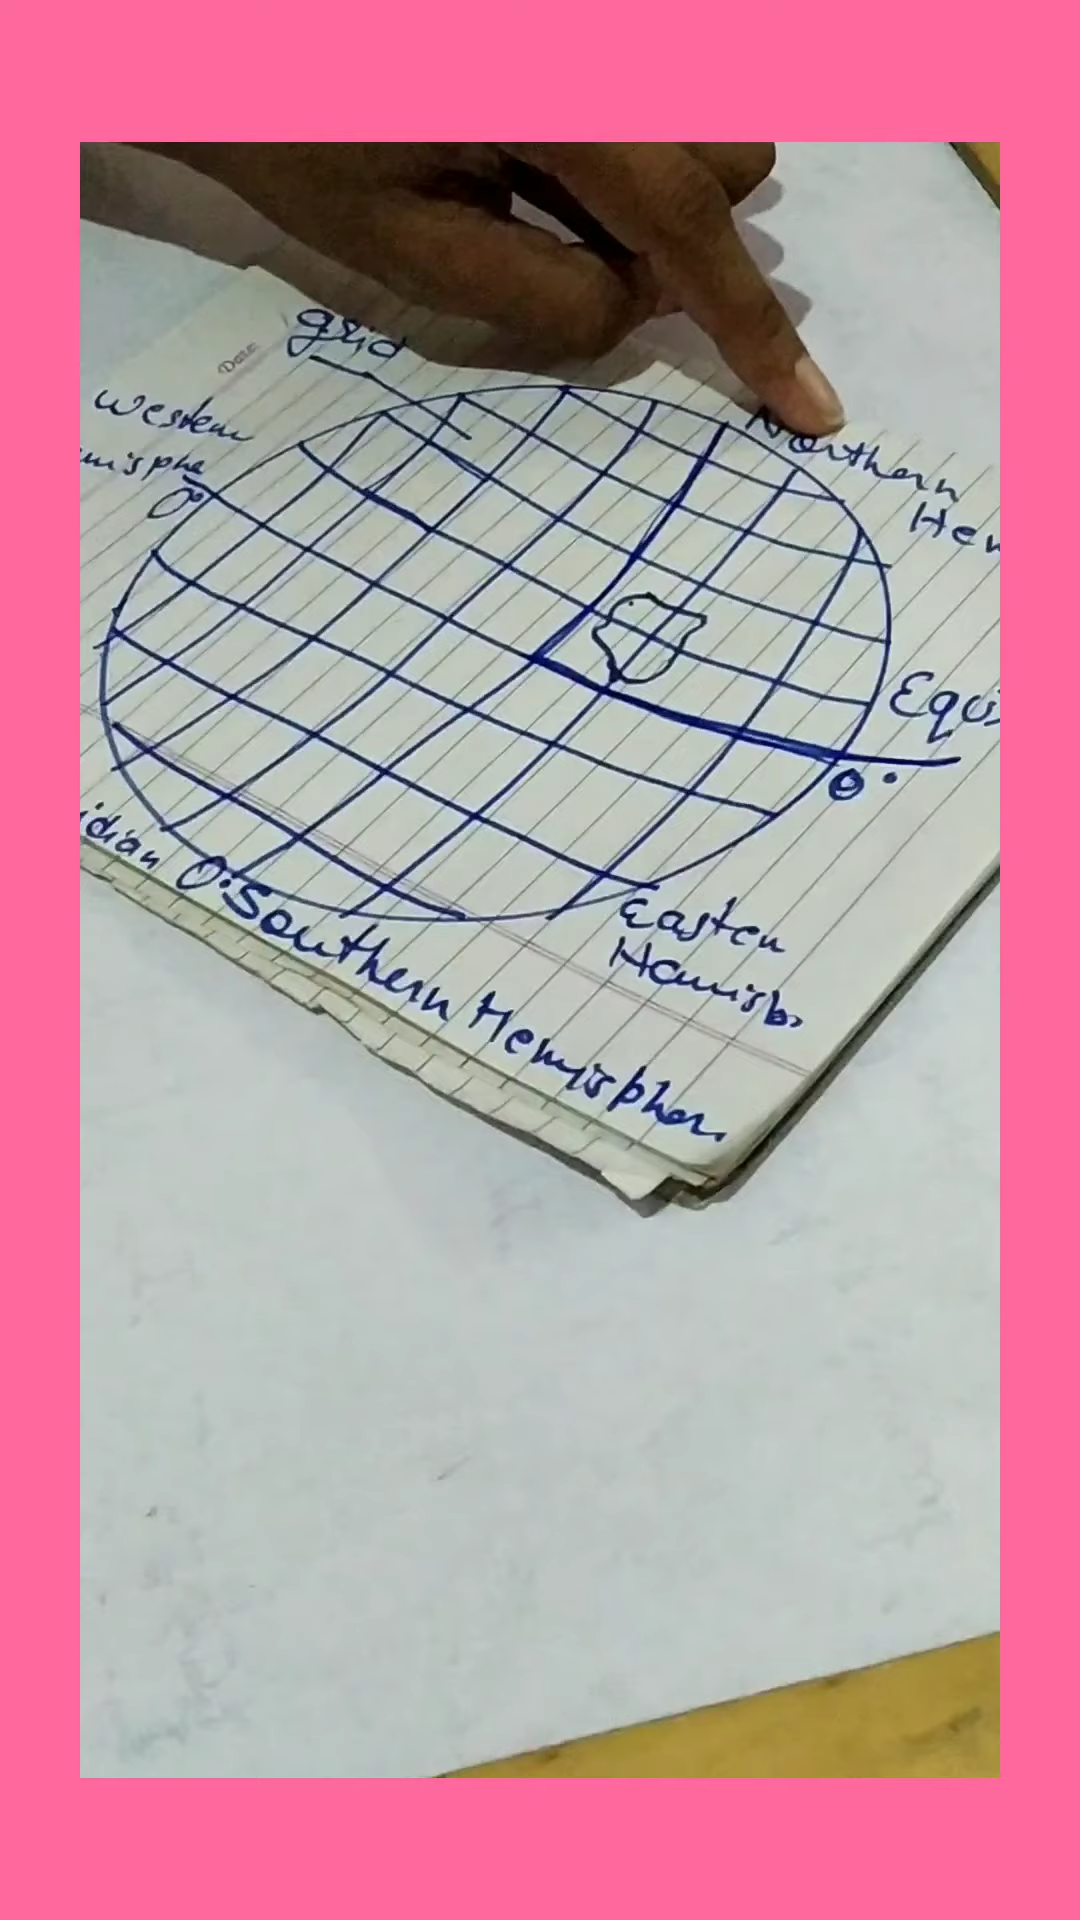 grid
Date
Western
misphe
0°
Northern
Hem
Equ
0°
idian 0°
Eastern
Hemisp
Southern Hemispher